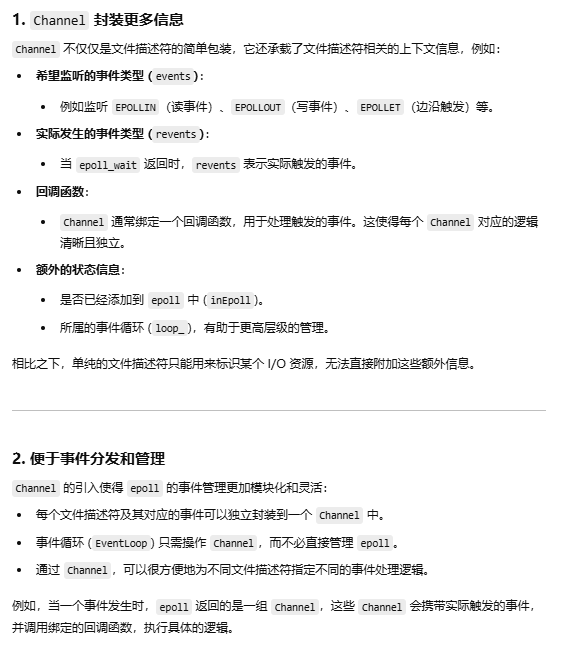 1. Channel 封装更多信息
Channel 不仅仅是文件描述符的简单包装，它还承载了文件描述符相关的上下文信息，例如：
• 希望监听的事件类型 (events)：
• 例如监听 EPOLLIN（读事件）、EPOLLOUT（写事件）、EPOLLET（边沿触发）等。
• 实际发生的事件类型 (revents)：
• 当 epoll_wait 返回时，revents 表示实际触发的事件。
• 回调函数：
• Channel 通常绑定一个回调函数，用于处理触发的事件。这使得每个 Channel 对应的逻辑
清晰且独立。
• 额外的状态信息：
• 是否已经添加到 epoll 中 (inEpoll)。
• 所属的事件循环 (loop_)，有助于更高层级的管理。
相比之下，单纯的文件描述符只能用来标识某个 I/O 资源，无法直接附加这些额外信息。
2. 便于事件分发和管理
Channel 的引入使得 epoll 的事件管理更加模块化和灵活：
• 每个文件描述符及其对应的事件可以独立封装到一个 Channel 中。
• 事件循环 (EventLoop) 只需操作 Channel，而不必直接管理 epoll。
• 通过 Channel，可以很方便地为不同文件描述符指定不同的事件处理逻辑。
例如，当一个事件发生时，epoll 返回的是一组 Channel，这些 Channel 会携带实际触发的事件，
并调用绑定的回调函数，执行具体的逻辑。